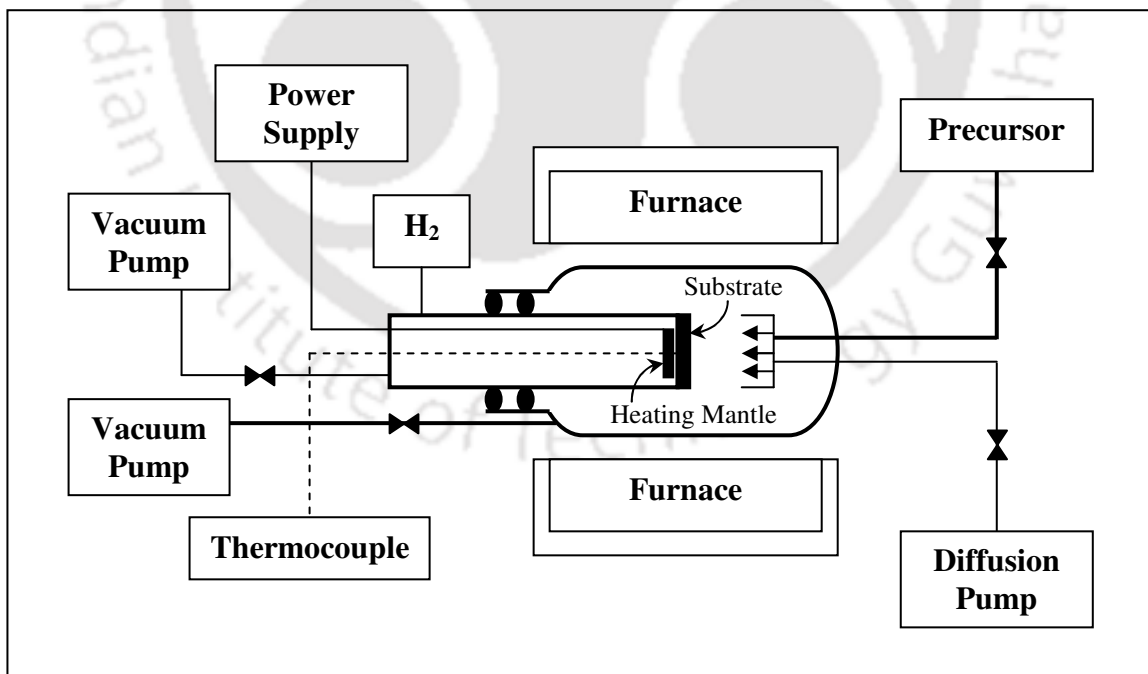 Power
Supply
Precursor
Furnace
Vacuum
Pump
H₂
Substrate
Heating Mantle
Vacuum
Pump
Furnace
Thermocouple
Diffusion
Pump